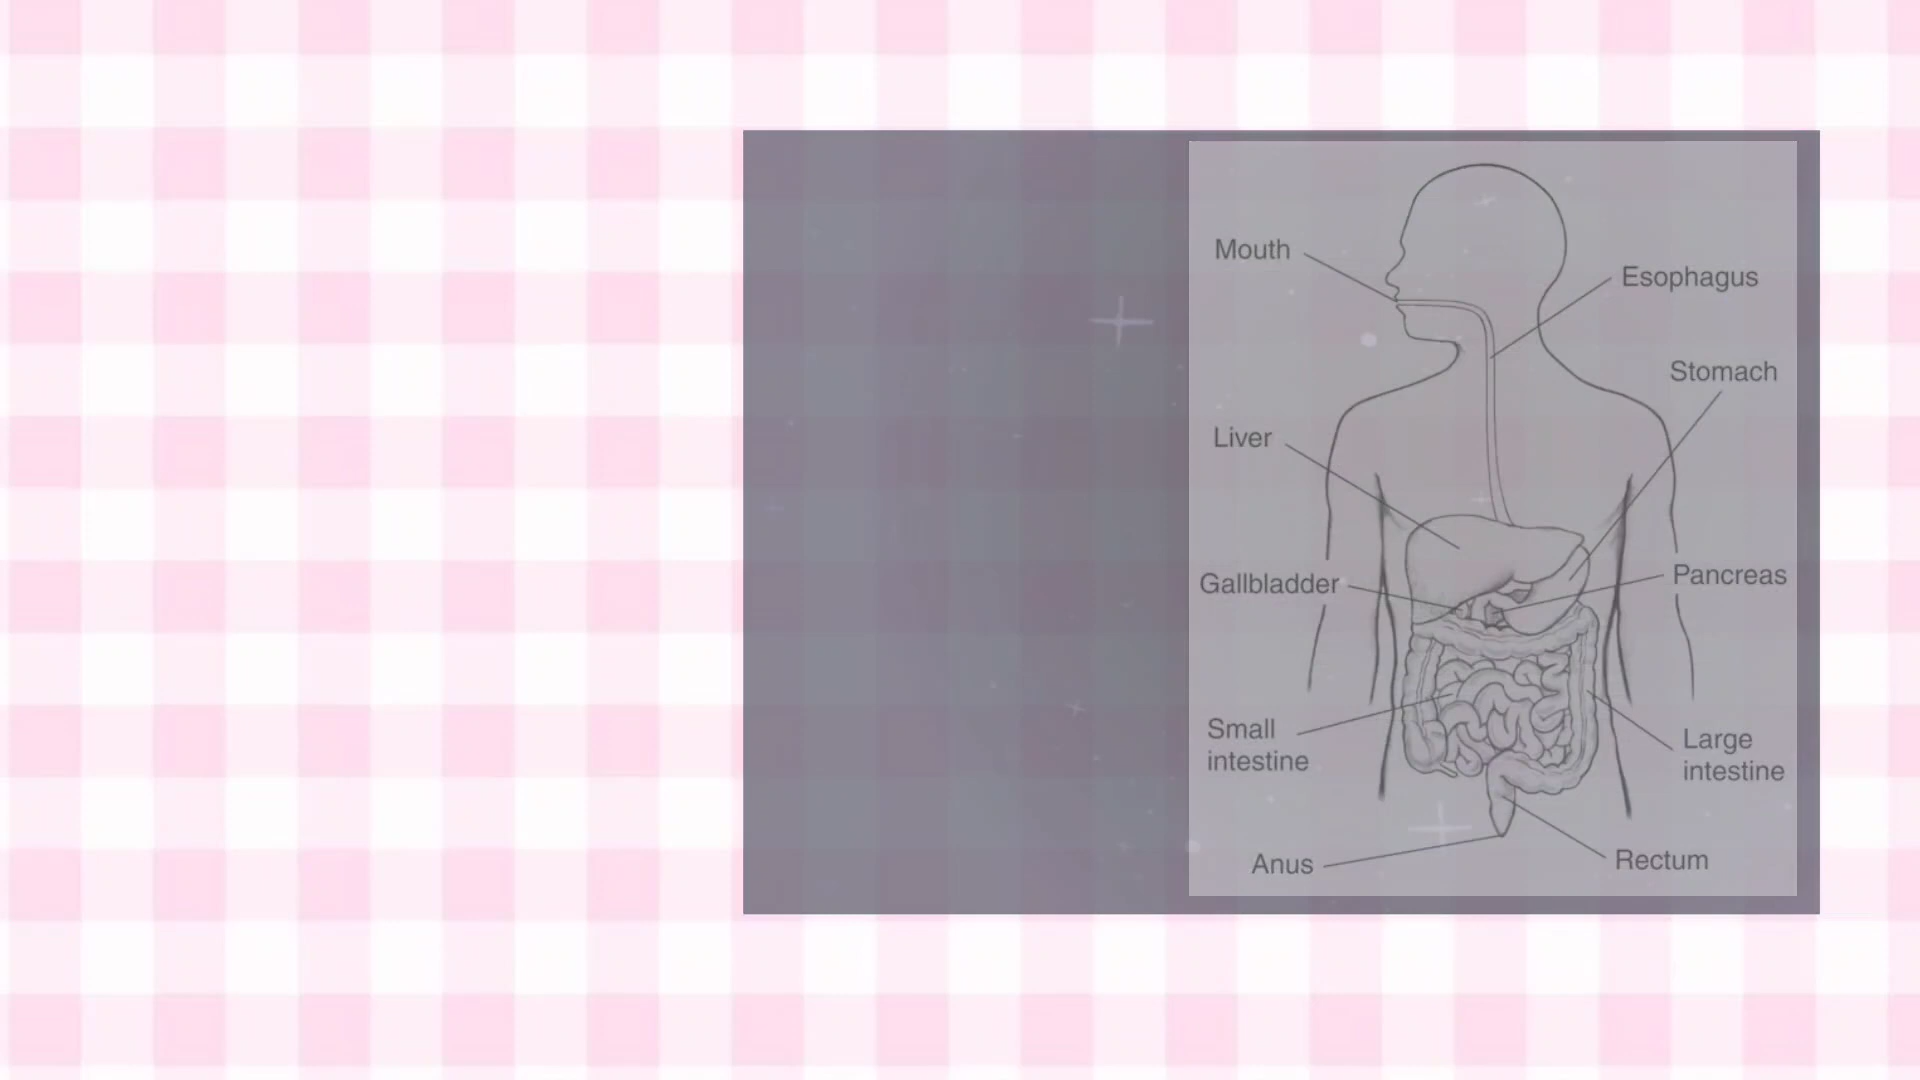 Mouth
Esophagus
Stomach
Liver
Gallbladder
Pancreas
Small
intestine
Large
intestine
Anus
Rectum